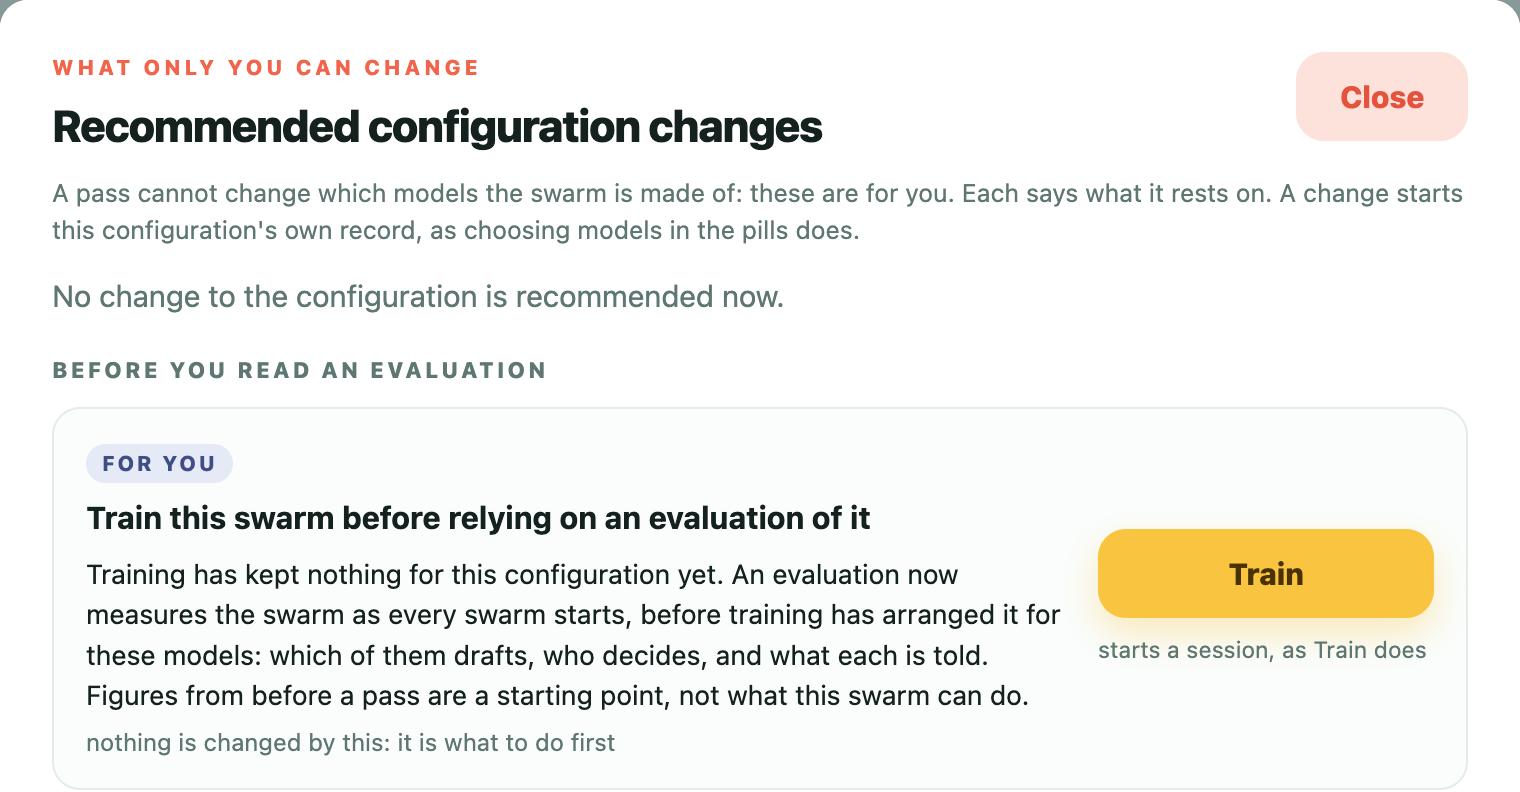 WHAT ONLY YOU CAN CHANGE
Close
Recommended configuration changes
A pass cannot change which models the swarm is made of: these are for you. Each says what it rests on. A change starts
this configuration's own record, as choosing models in the pills does.
No change to the configuration is recommended now.
BEFORE YOU READ AN EVALUATION
FOR YOU
Train this swarm before relying on an evaluation of it
Training has kept nothing for this configuration yet. An evaluation now
measures the swarm as every swarm starts, before training has arranged it for
these models: which of them drafts, who decides, and what each is told.
Figures from before a pass are a starting point, not what this swarm can do.
nothing is changed by this: it is what to do first
Train
starts a session, as Train does